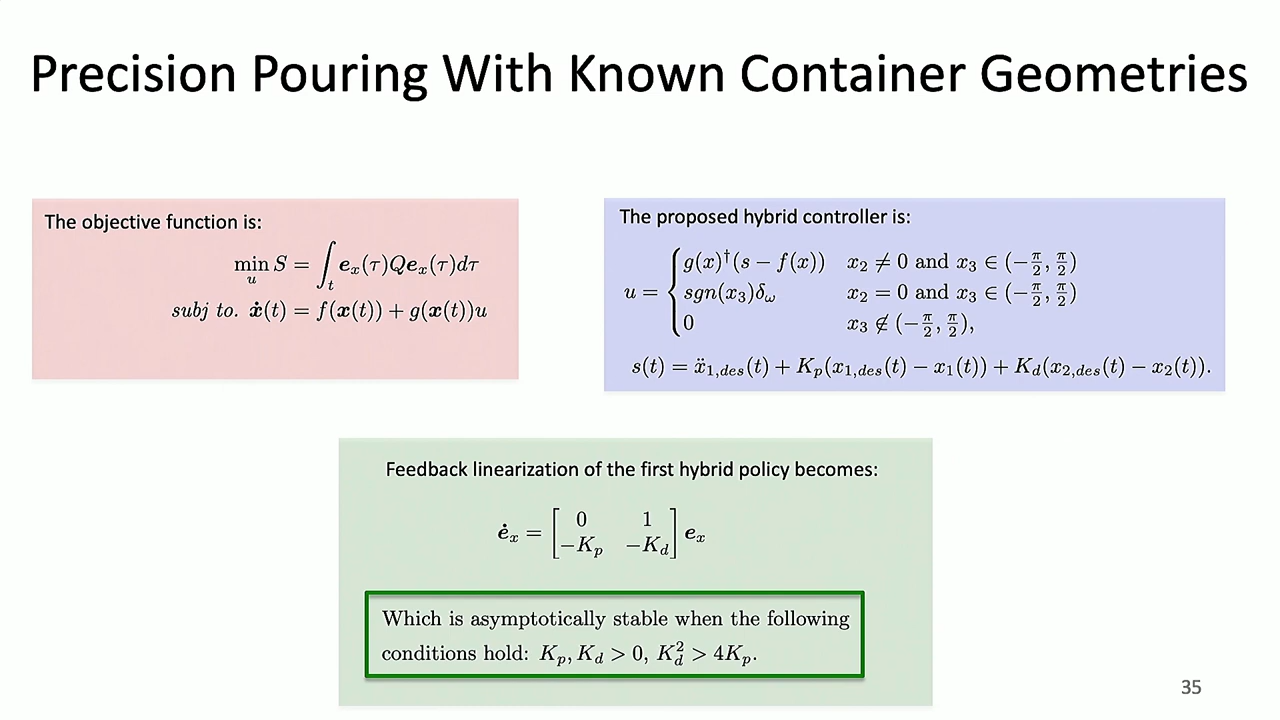 Precision Pouring With Known Container Geometries
The objective function is:
min_u S = ∫_t e_x(τ)Qe_x(τ)dτ
subj to. ẋ(t) = f(x(t)) + g(x(t))u
The proposed hybrid controller is:
u = { g(x)†(s − f(x))   x₂ ≠ 0 and x₃ ∈ (−π/2, π/2)
sgn(x₃)δ_ω   x₂ = 0 and x₃ ∈ (−π/2, π/2)
0   x₃ ∉ (−π/2, π/2),
s(t) = ẍ_{1,des}(t) + K_p(x_{1,des}(t) − x₁(t)) + K_d(x_{2,des}(t) − x₂(t)).
Feedback linearization of the first hybrid policy becomes:
ė_x = [0 1; −K_p −K_d] e_x
Which is asymptotically stable when the following
conditions hold: K_p, K_d > 0, K_d² > 4K_p.
35